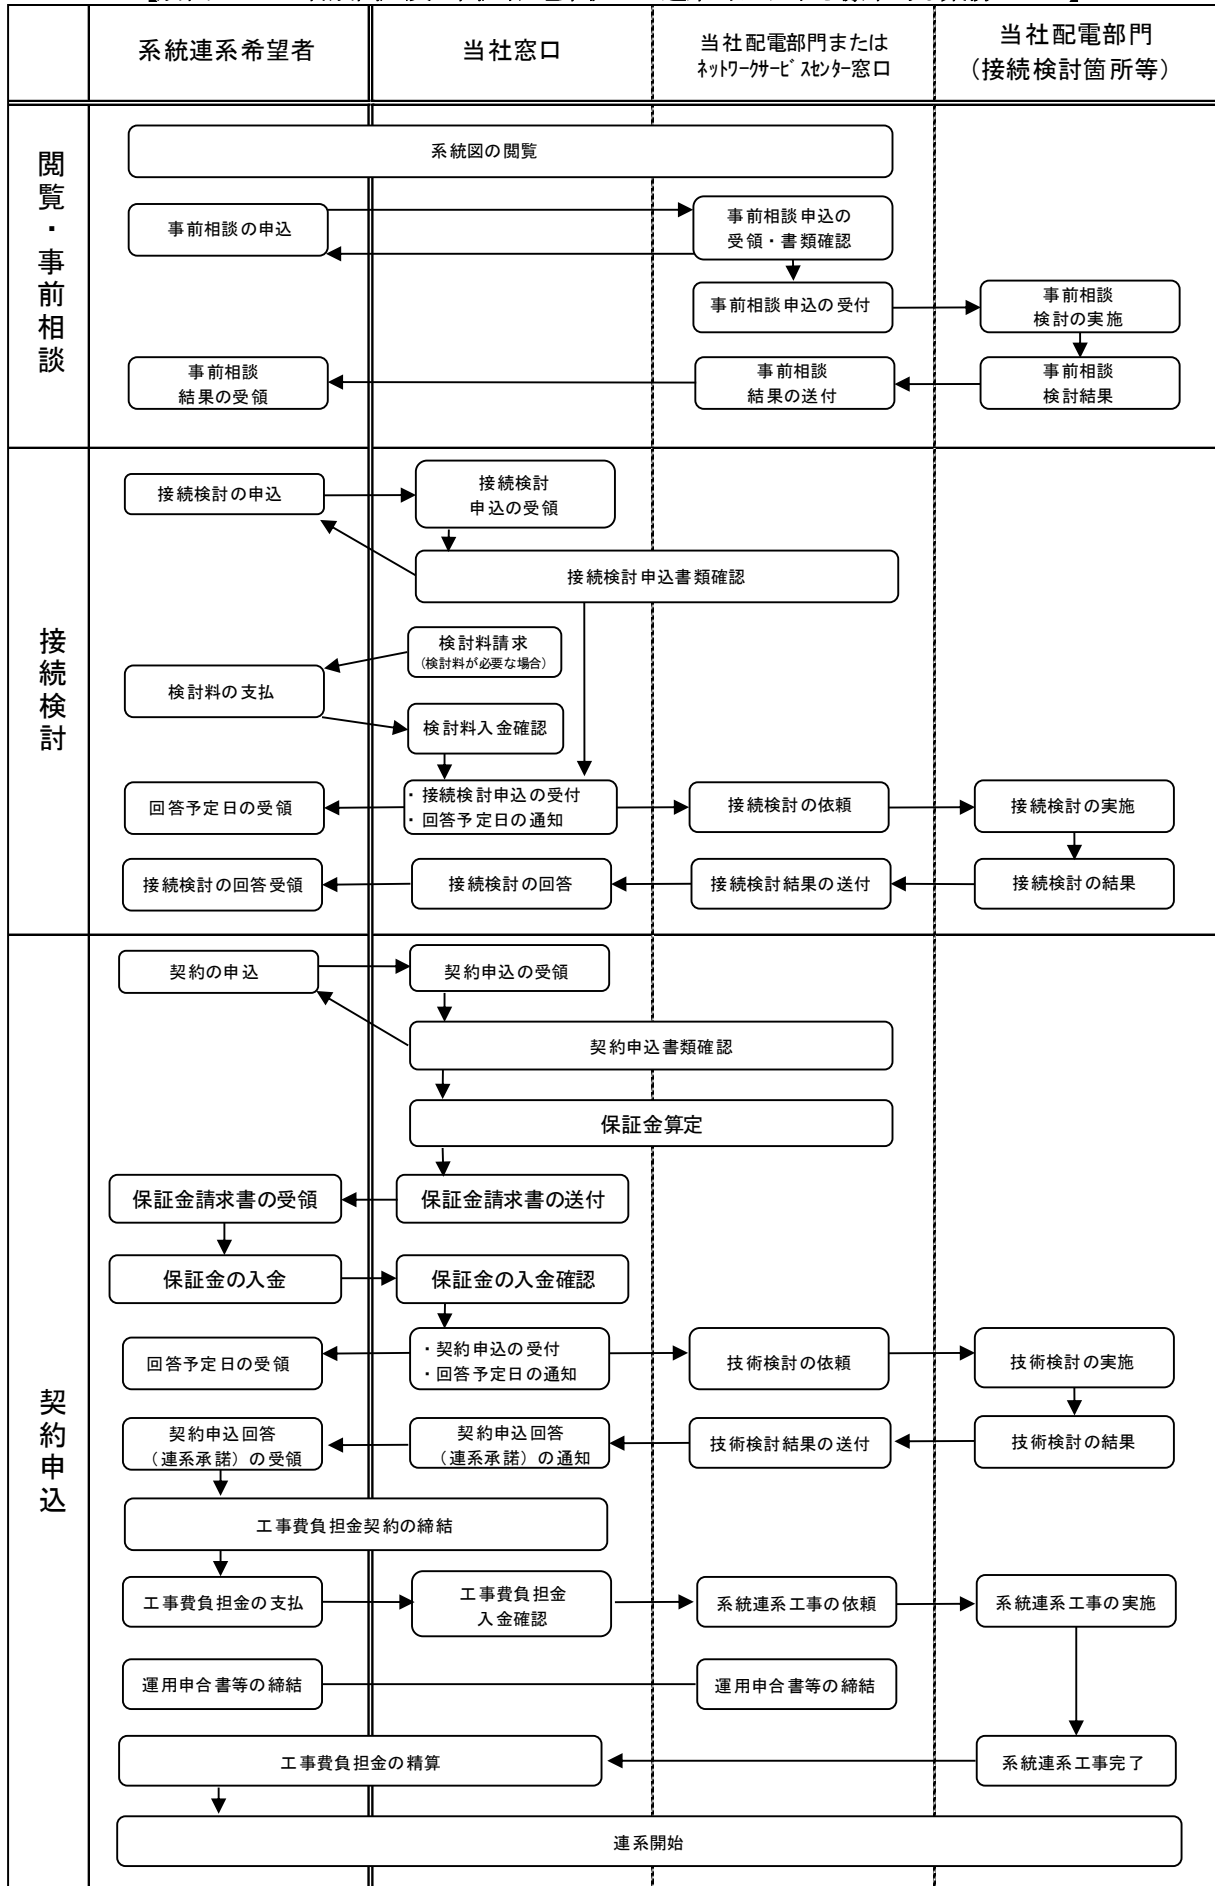 系統連系希望者
当社窓口
当社配電部門または
ﾈｯﾄﾜｰｸｻｰﾋﾞｽｾﾝﾀｰ窓口
当社配電部門
（接続検討箇所等）
閲覧・事前相談
系統図の閲覧
事前相談の申込
事前相談申込の
受領・書類確認
事前相談申込の受付
事前相談
検討の実施
事前相談
結果の受領
事前相談
結果の送付
事前相談
検討結果
接続検討
接続検討の申込
接続検討
申込の受領
接続検討申込書類確認
検討料請求
（検討料が必要な場合）
検討料の支払
検討料入金確認
回答予定日の受領
・接続検討申込の受付
・回答予定日の通知
接続検討の依頼
接続検討の実施
接続検討の回答受領
接続検討の回答
接続検討結果の送付
接続検討の結果
契約申込
契約の申込
契約申込の受領
契約申込書類確認
保証金算定
保証金請求書の受領
保証金請求書の送付
保証金の入金
保証金の入金確認
回答予定日の受領
・契約申込の受付
・回答予定日の通知
技術検討の依頼
技術検討の実施
契約申込回答
（連系承諾）の受領
契約申込回答
（連系承諾）の通知
技術検討結果の送付
技術検討の結果
工事費負担金契約の締結
工事費負担金の支払
工事費負担金
入金確認
系統連系工事の依頼
系統連系工事の実施
運用申合書等の締結
運用申合書等の締結
工事費負担金の精算
系統連系工事完了
連系開始